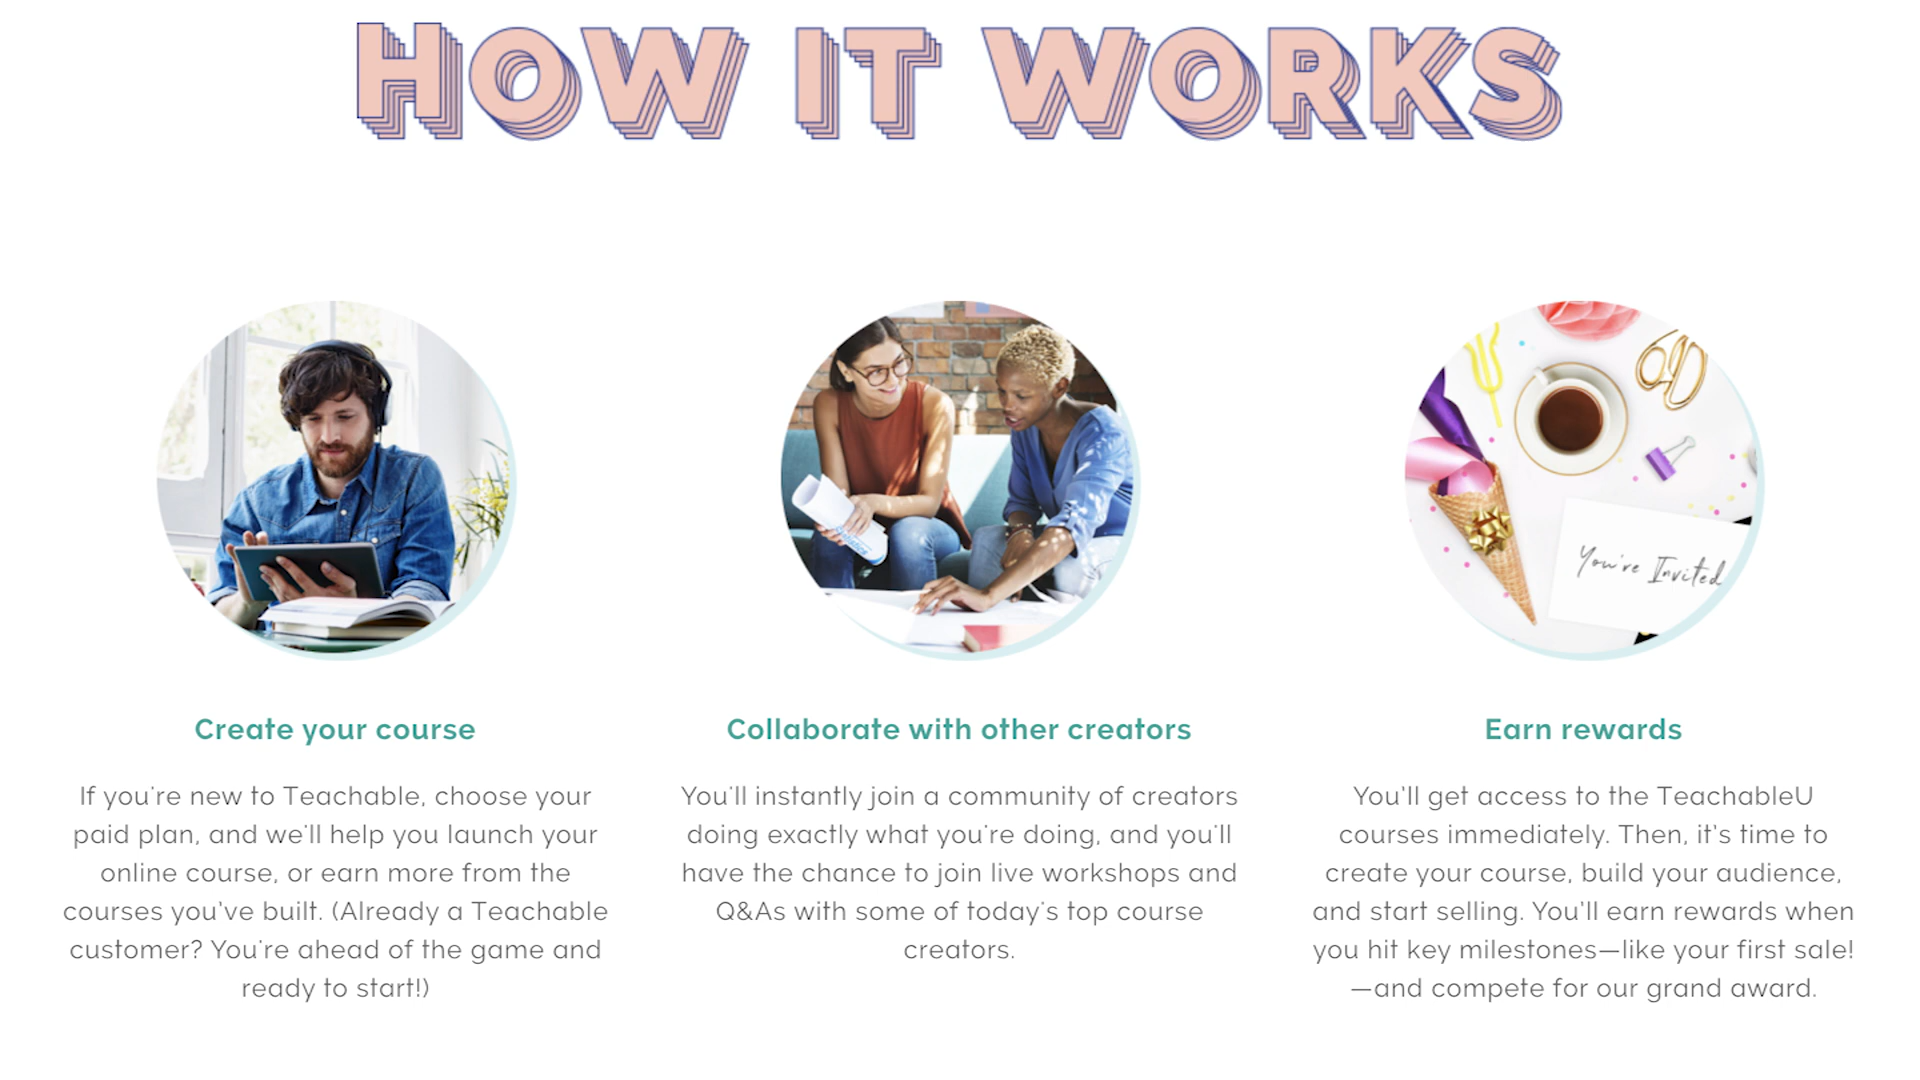 HOW IT WORKS
You're Invited
Create your course
If you're new to Teachable, choose your
paid plan, and we'll help you launch your
online course, or earn more from the
courses you've built. (Already a Teachable
customer? You're ahead of the game and
ready to start!)
Collaborate with other creators
You'll instantly join a community of creators
doing exactly what you're doing, and you'll
have the chance to join live workshops and
Q&As with some of today's top course
creators.
Earn rewards
You'll get access to the TeachableU
courses immediately. Then, it's time to
create your course, build your audience,
and start selling. You'll earn rewards when
you hit key milestones—like your first sale!
—and compete for our grand award.